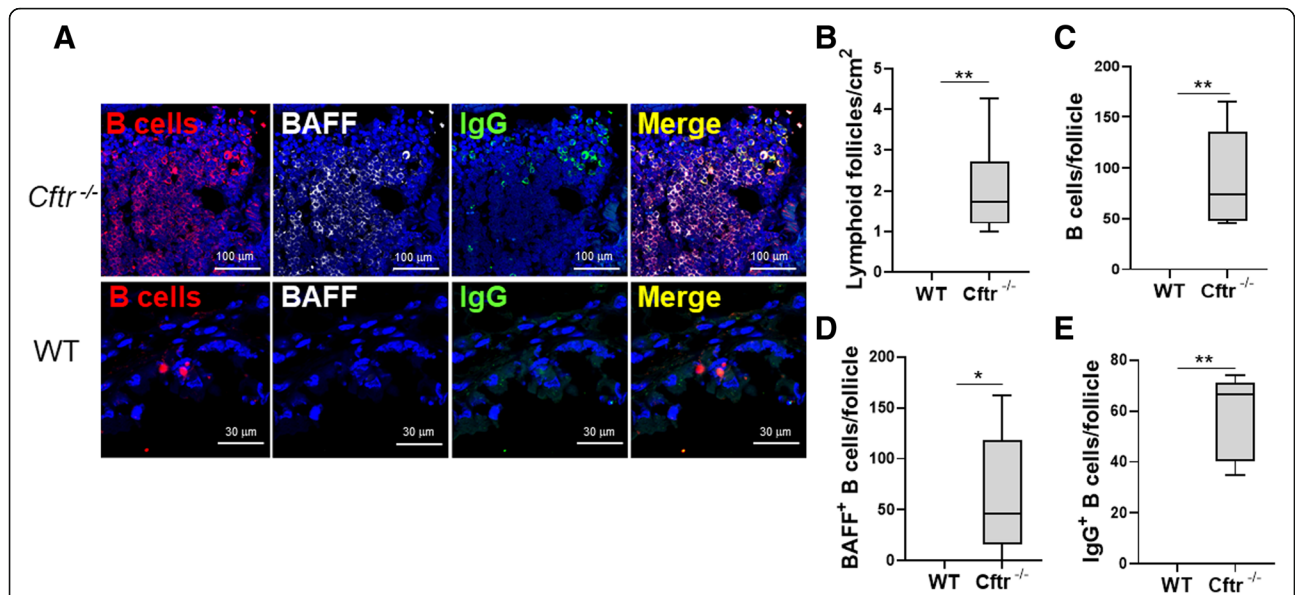 A
B cells BAFF IgG Merge
Cftr -/-
100 µm 100 µm 100 µm 100 µm
B cells BAFF IgG Merge
WT
30 µm 30 µm 30 µm 30 µm
B
Lymphoid follicles/cm²
5
4
3
2
1
0
**
WT Cftr -/-
C
B cells/follicle
200
150
100
50
0
**
WT Cftr -/-
D
BAFF⁺ B cells/follicle
200
150
100
50
0
*
WT Cftr -/-
E
IgG⁺ B cells/follicle
80
60
40
20
0
**
WT Cftr -/-